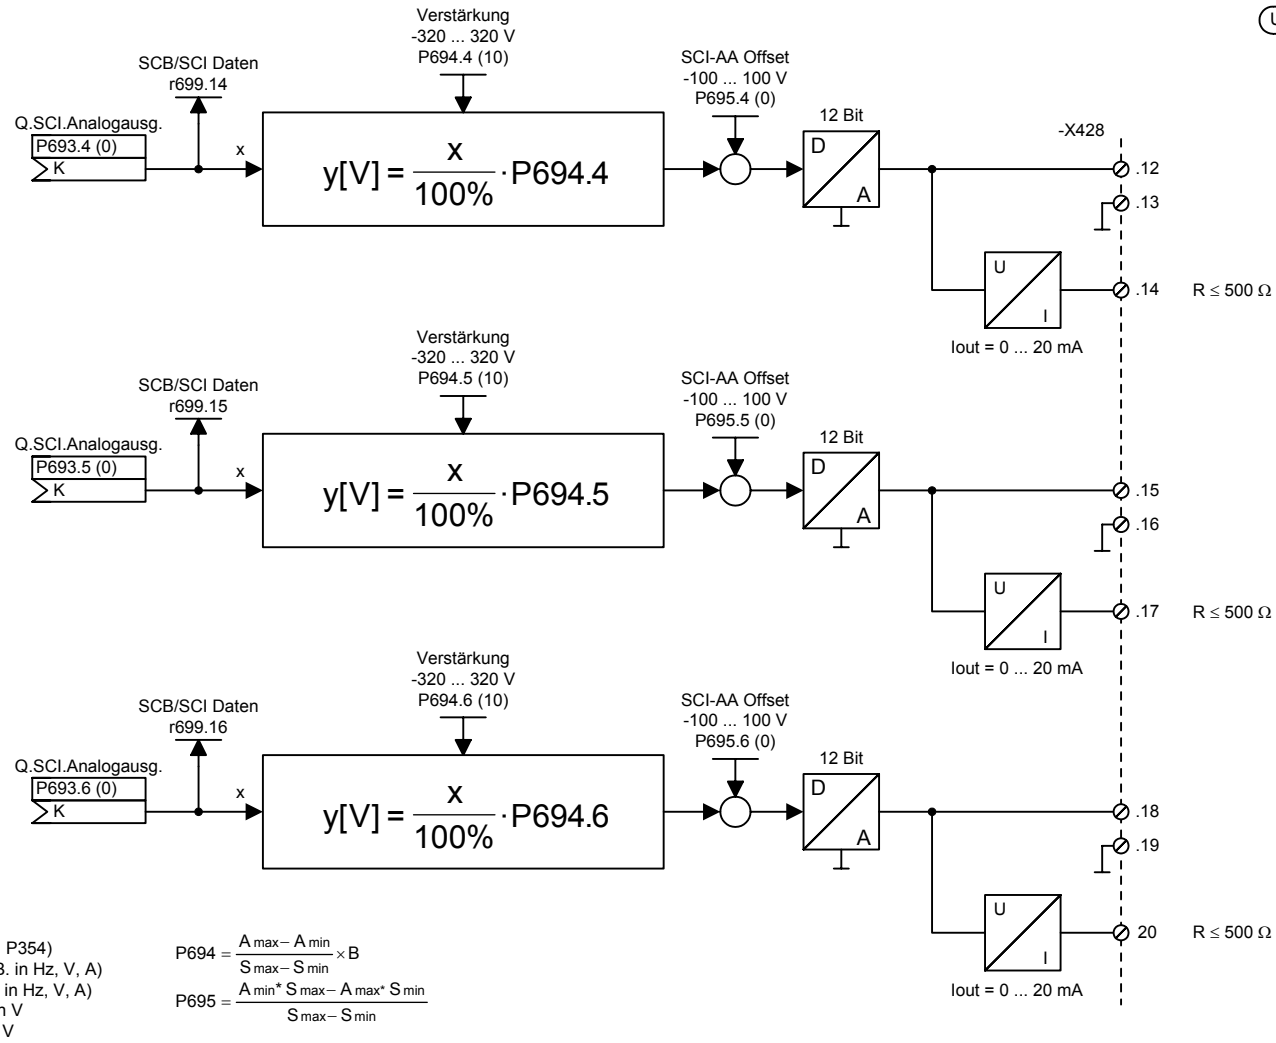 U
Verstärkung
-320 ... 320 V
P694.4 (10)
SCB/SCI Daten
r699.14
SCI-AA Offset
-100 ... 100 V
P695.4 (0)
Q.SCI.Analogausg.
P693.4 (0)
K
x
y[V] = x / 100% · P694.4
12 Bit
D
A
-X428
.12
.13
U
I
.14
R ≤ 500 Ω
Iout = 0 ... 20 mA
Verstärkung
-320 ... 320 V
P694.5 (10)
SCB/SCI Daten
r699.15
SCI-AA Offset
-100 ... 100 V
P695.5 (0)
Q.SCI.Analogausg.
P693.5 (0)
K
x
y[V] = x / 100% · P694.5
12 Bit
D
A
.15
.16
U
I
.17
R ≤ 500 Ω
Iout = 0 ... 20 mA
Verstärkung
-320 ... 320 V
P694.6 (10)
SCB/SCI Daten
r699.16
SCI-AA Offset
-100 ... 100 V
P695.6 (0)
Q.SCI.Analogausg.
P693.6 (0)
K
x
y[V] = x / 100% · P694.6
12 Bit
D
A
.18
.19
U
I
20
R ≤ 500 Ω
Iout = 0 ... 20 mA
P354)
. in Hz, V, A)
in Hz, V, A)
V
V
P694 = A max – A min / S max – S min × B
P695 = A min* S max – A max* S min / S max – S min